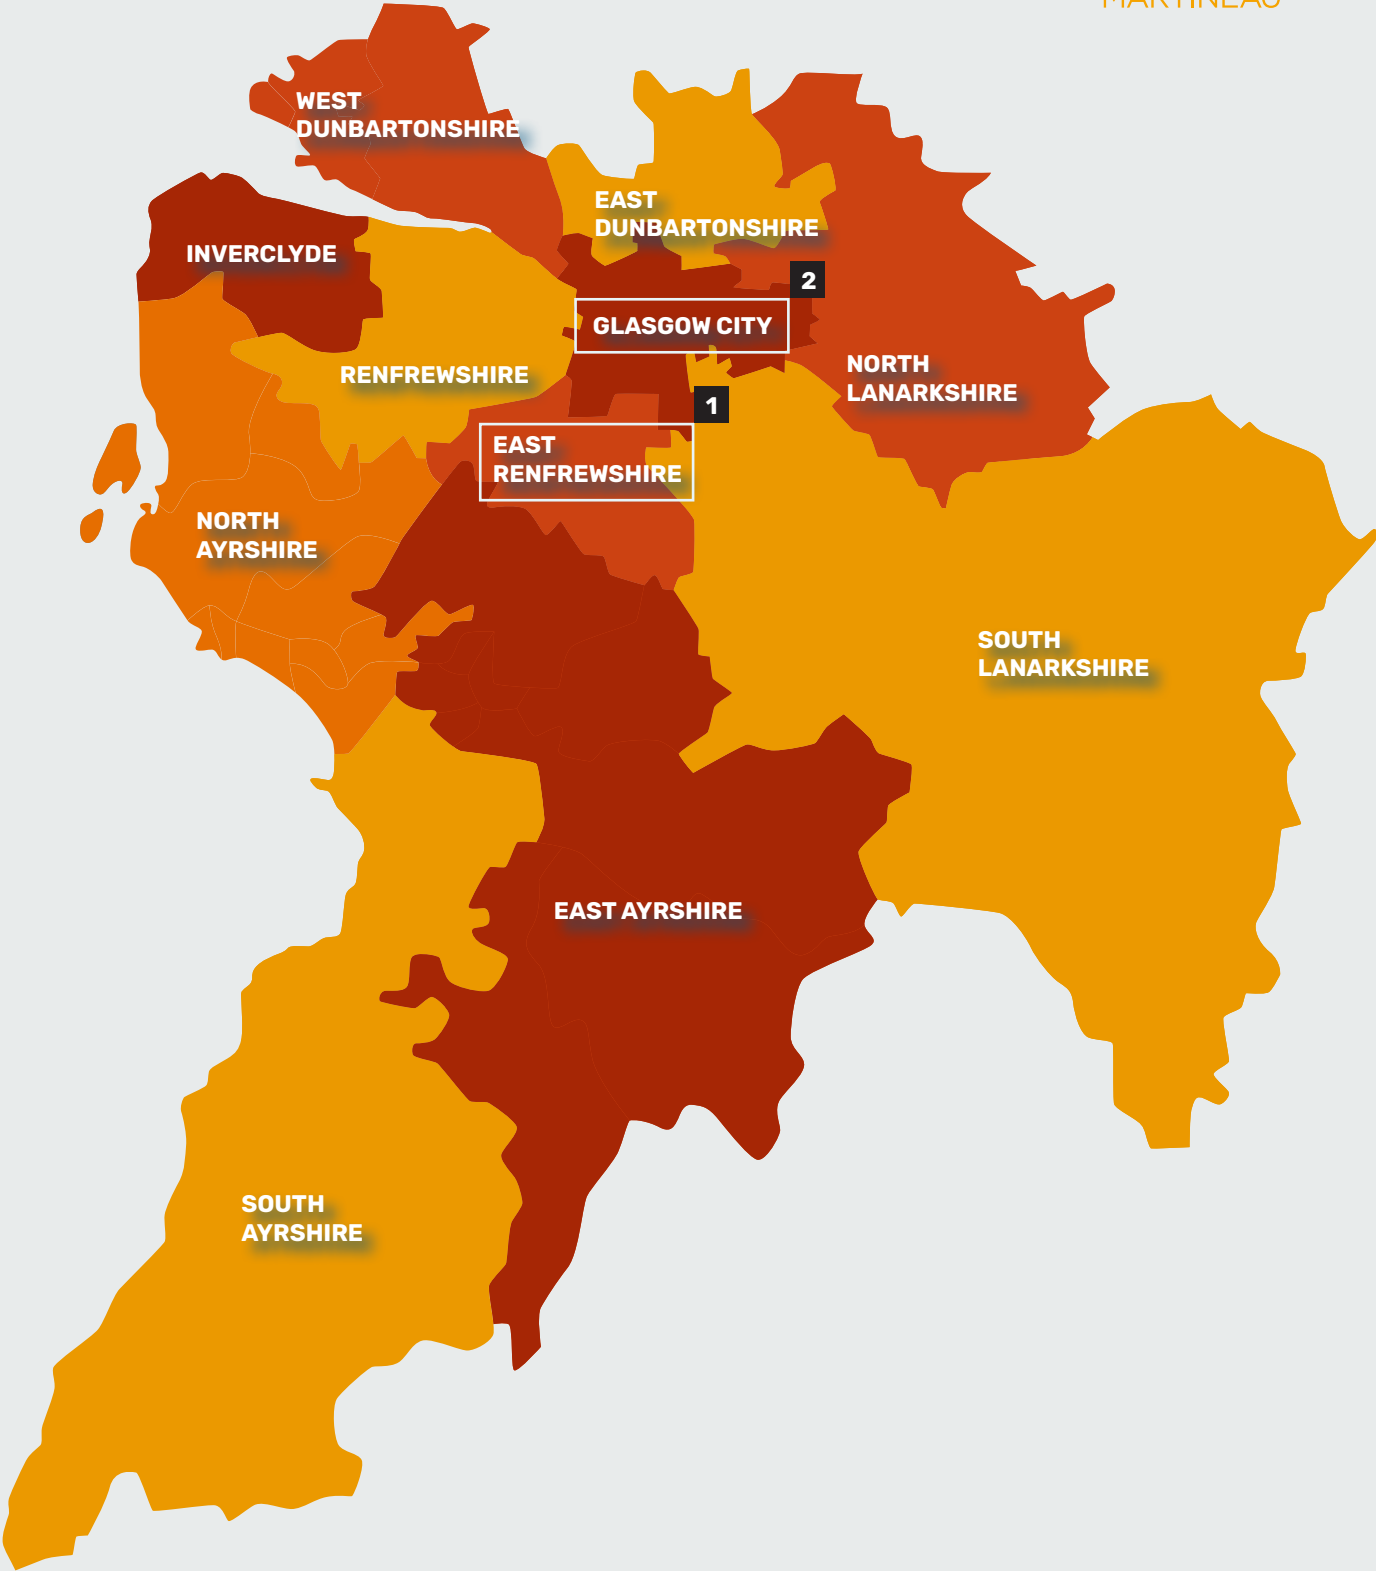 MARTINEAU
WEST
DUNBARTONSHIRE
EAST
DUNBARTONSHIRE
INVERCLYDE
2
GLASGOW CITY
NORTH
LANARKSHIRE
RENFREWSHIRE
1
EAST
RENFREWSHIRE
NORTH
AYRSHIRE
SOUTH
LANARKSHIRE
EAST AYRSHIRE
SOUTH
AYRSHIRE